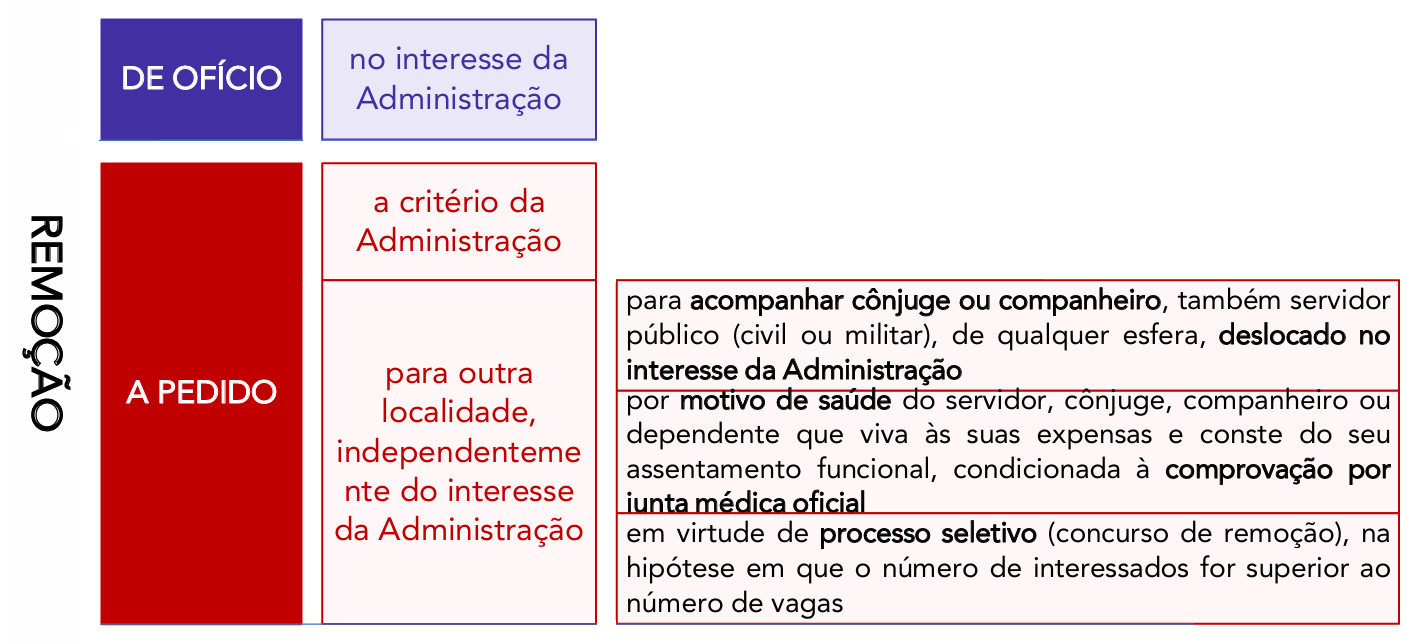 REMOÇÃO
DE OFÍCIO
no interesse da
Administração
A PEDIDO
a critério da
Administração
para outra
localidade,
independenteme
nte do interesse
da Administração
para acompanhar cônjuge ou companheiro, também servidor
público (civil ou militar), de qualquer esfera, deslocado no
interesse da Administração
por motivo de saúde do servidor, cônjuge, companheiro ou
dependente que viva às suas expensas e conste do seu
assentamento funcional, condicionada à comprovação por
junta médica oficial
em virtude de processo seletivo (concurso de remoção), na
hipótese em que o número de interessados for superior ao
número de vagas